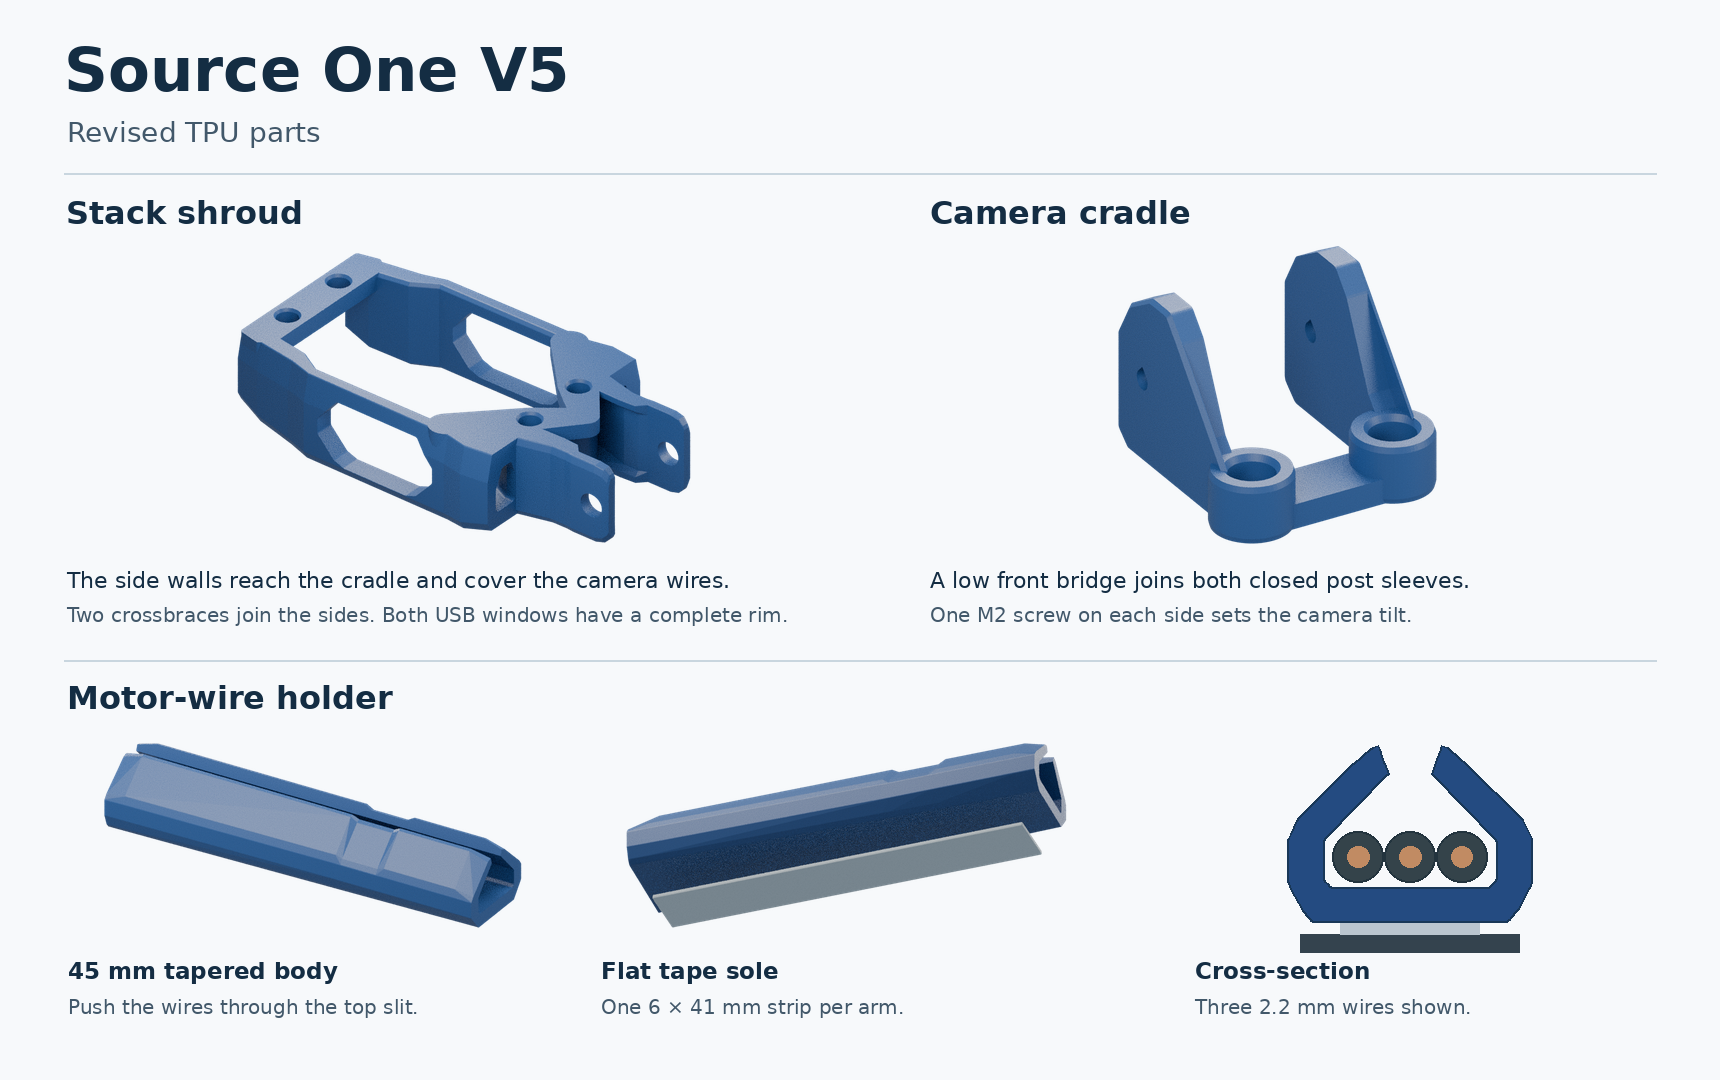 Source One V5
Revised TPU parts
Stack shroud
Camera cradle
The side walls reach the cradle and cover the camera wires.
Two crossbraces join the sides. Both USB windows have a complete rim.
A low front bridge joins both closed post sleeves.
One M2 screw on each side sets the camera tilt.
Motor-wire holder
45 mm tapered body
Push the wires through the top slit.
Flat tape sole
One 6 × 41 mm strip per arm.
Cross-section
Three 2.2 mm wires shown.